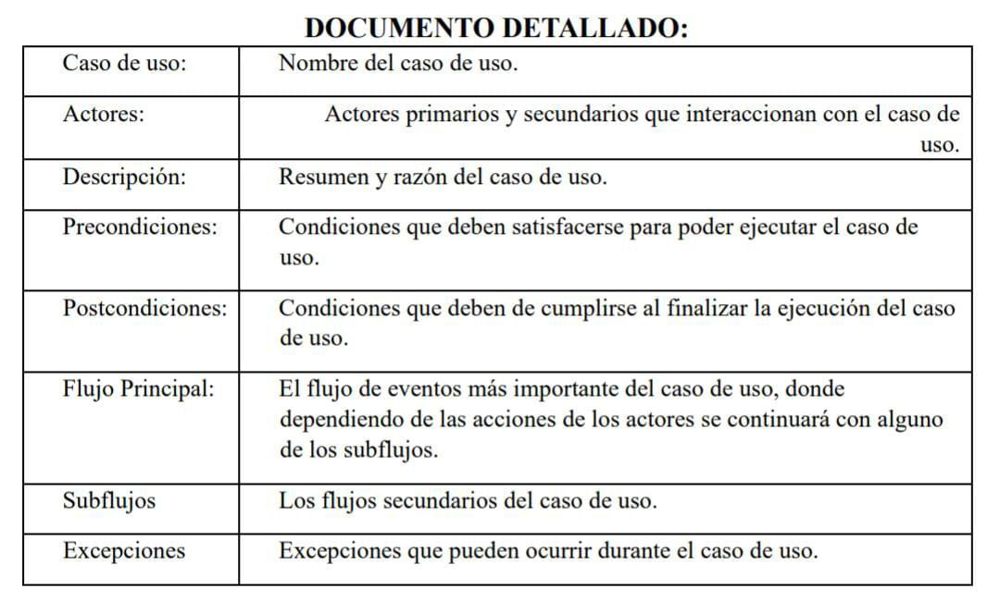 DOCUMENTO DETALLADO:
Caso de uso: Nombre del caso de uso.
Actores: Actores primarios y secundarios que interaccionan con el caso de
uso.
Descripción: Resumen y razón del caso de uso.
Precondiciones: Condiciones que deben satisfacerse para poder ejecutar el caso de
uso.
Postcondiciones: Condiciones que deben de cumplirse al finalizar la ejecución del caso
de uso.
Flujo Principal: El flujo de eventos más importante del caso de uso, donde
dependiendo de las acciones de los actores se continuará con alguno
de los subflujos.
Subflujos Los flujos secundarios del caso de uso.
Excepciones Excepciones que pueden ocurrir durante el caso de uso.